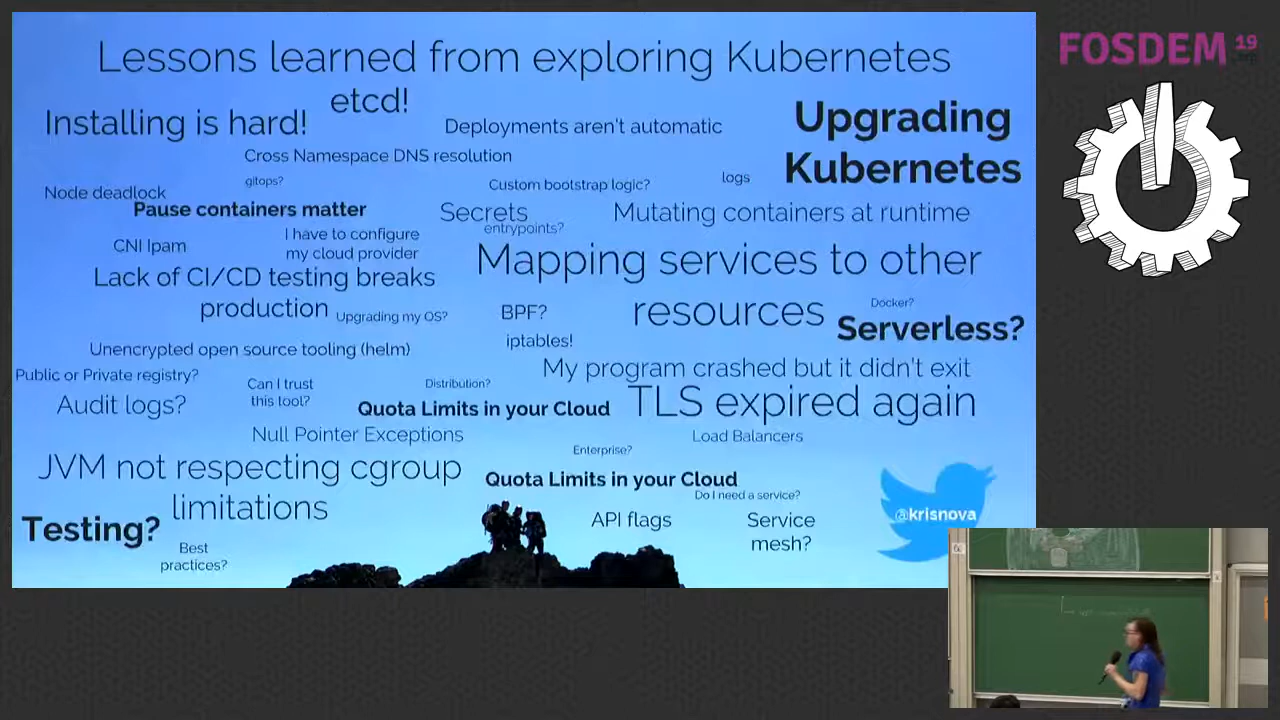 Lessons learned from exploring Kubernetes
etcd!
Installing is hard!
Deployments aren't automatic
Upgrading
Kubernetes
Cross Namespace DNS resolution
gitops?
Custom bootstrap logic?
logs
Node deadlock
Pause containers matter
Secrets
Mutating containers at runtime
entrypoints?
CNI Ipam
I have to configure
my cloud provider
Mapping services to other
resources
Lack of CI/CD testing breaks
production
Upgrading my OS?
BPF?
Docker?
Serverless?
iptables!
Unencrypted open source tooling (helm)
My program crashed but it didn't exit
Public or Private registry?
Can I trust
this tool?
Distribution?
Audit logs?
Quota Limits in your Cloud
TLS expired again
Null Pointer Exceptions
Load Balancers
Enterprise?
JVM not respecting cgroup
limitations
Quota Limits in your Cloud
Do I need a service?
Testing?
API flags
Service
mesh?
Best
practices?
@krisnova
FOSDEM 19
.org